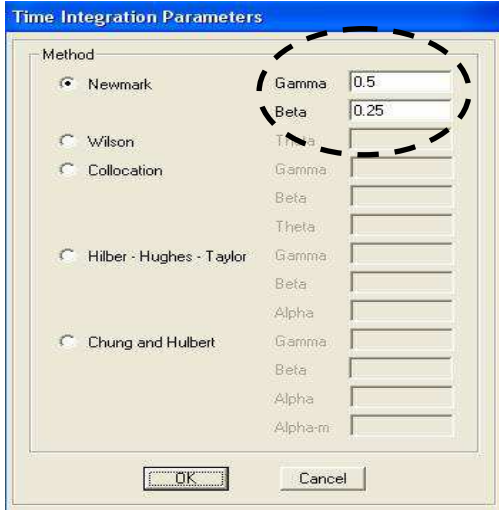 Time Integration Parameters
Method
Newmark Gamma 0.5
Beta 0.25
Wilson Theta
Collocation Gamma
Beta
Theta
Hilber - Hughes - Taylor Gamma
Beta
Alpha
Chung and Hulbert Gamma
Beta
Alpha
Alpha-m
OK Cancel